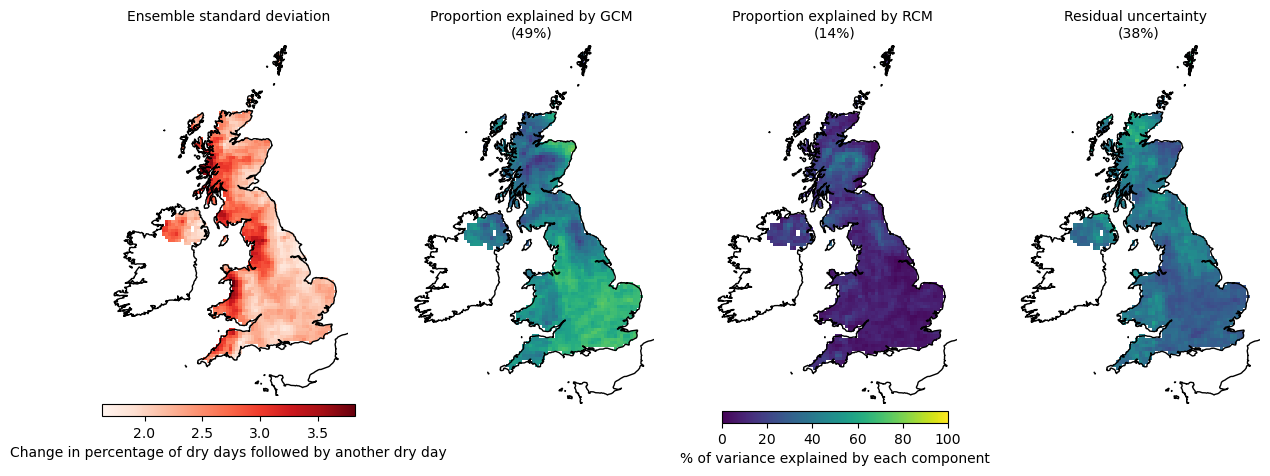 Ensemble standard deviation
Proportion explained by GCM
(49%)
Proportion explained by RCM
(14%)
Residual uncertainty
(38%)
2.0 2.5 3.0 3.5
Change in percentage of dry days followed by another dry day
0 20 40 60 80 100
% of variance explained by each component